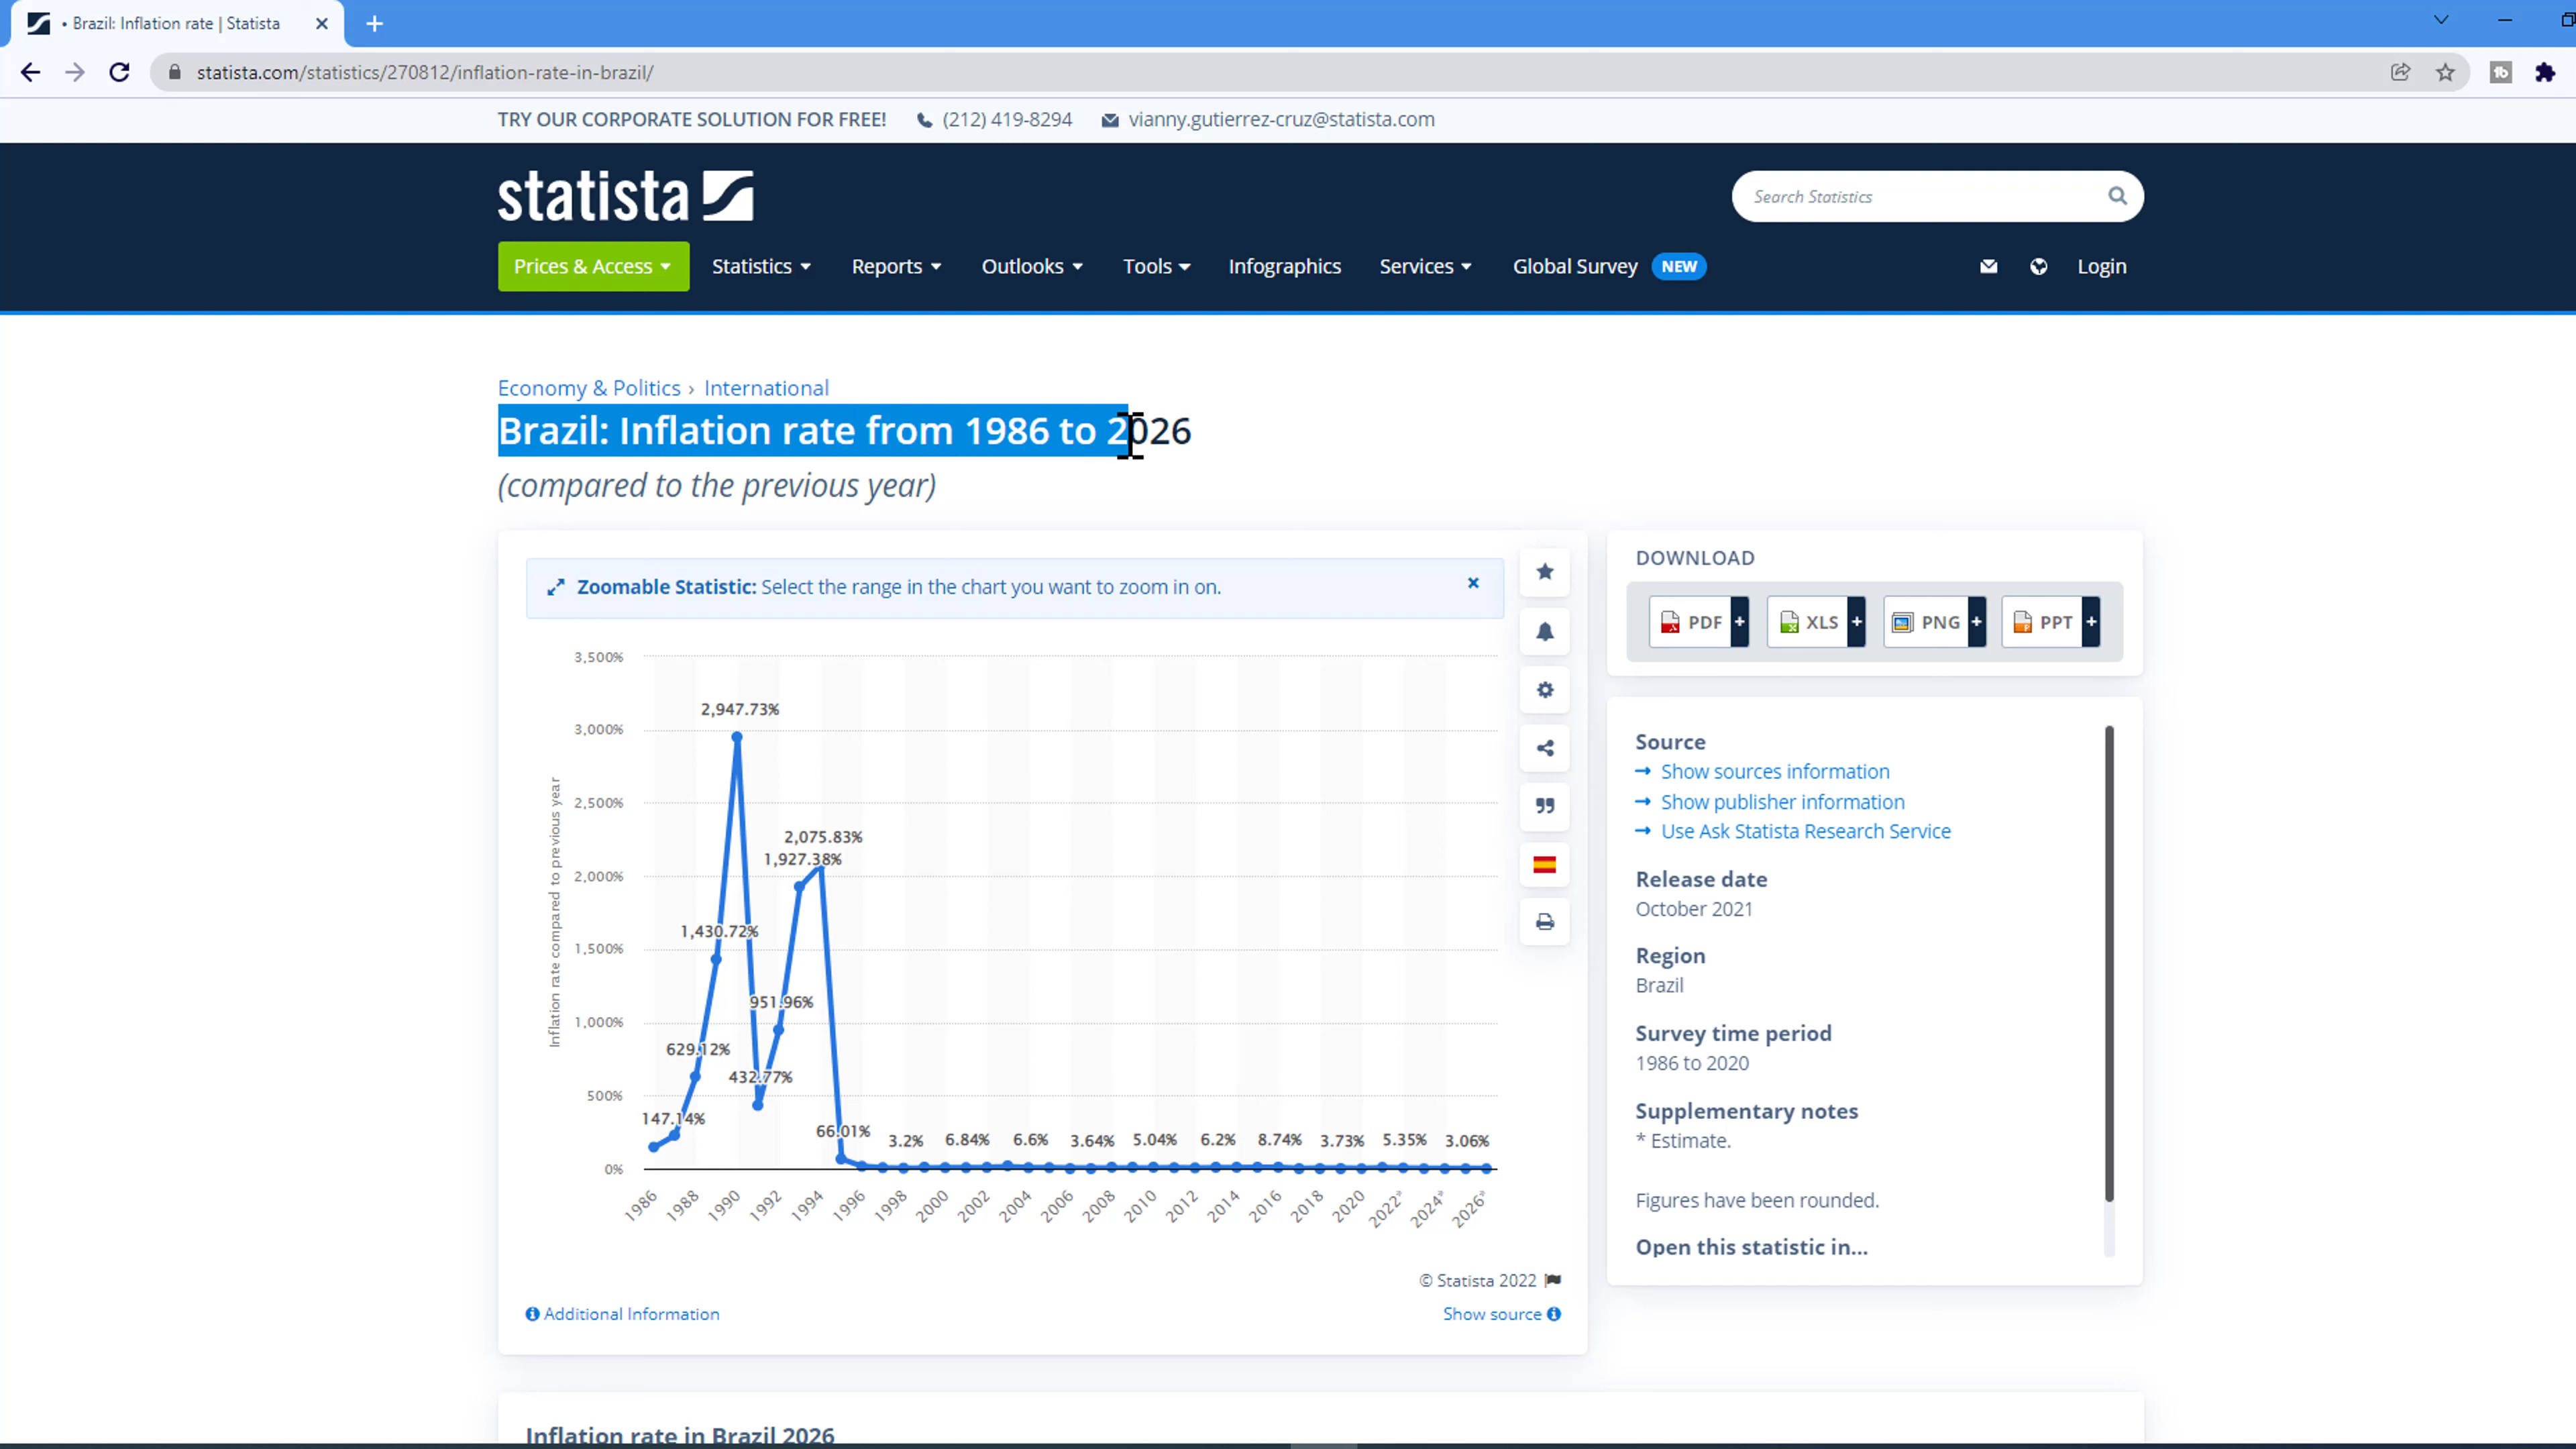 • Brazil: Inflation rate | Statista
statista.com/statistics/270812/inflation-rate-in-brazil/
TRY OUR CORPORATE SOLUTION FOR FREE! (212) 419-8294 vianny.gutierrez-cruz@statista.com
statista
Search Statistics
Prices & Access Statistics Reports Outlooks Tools Infographics Services Global Survey NEW Login
Economy & Politics › International
Brazil: Inflation rate from 1986 to 2026
(compared to the previous year)
Zoomable Statistic: Select the range in the chart you want to zoom in on.
Inflation rate compared to previous year
3,500%
3,000%
2,500%
2,000%
1,500%
1,000%
500%
0%
2,947.73%
2,075.83%
1,927.38%
1,430.72%
951.96%
629.12%
432.77%
147.14%
66.01% 3.2% 6.84% 6.6% 3.64% 5.04% 6.2% 8.74% 3.73% 5.35% 3.06%
1986 1988 1990 1992 1994 1996 1998 2000 2002 2004 2006 2008 2010 2012 2014 2016 2018 2020 2022* 2024* 2026*
© Statista 2022
Additional Information
Show source
DOWNLOAD
PDF + XLS + PNG + PPT +
Source
Show sources information
Show publisher information
Use Ask Statista Research Service
Release date
October 2021
Region
Brazil
Survey time period
1986 to 2020
Supplementary notes
* Estimate.
Figures have been rounded.
Open this statistic in...
Inflation rate in Brazil 2026